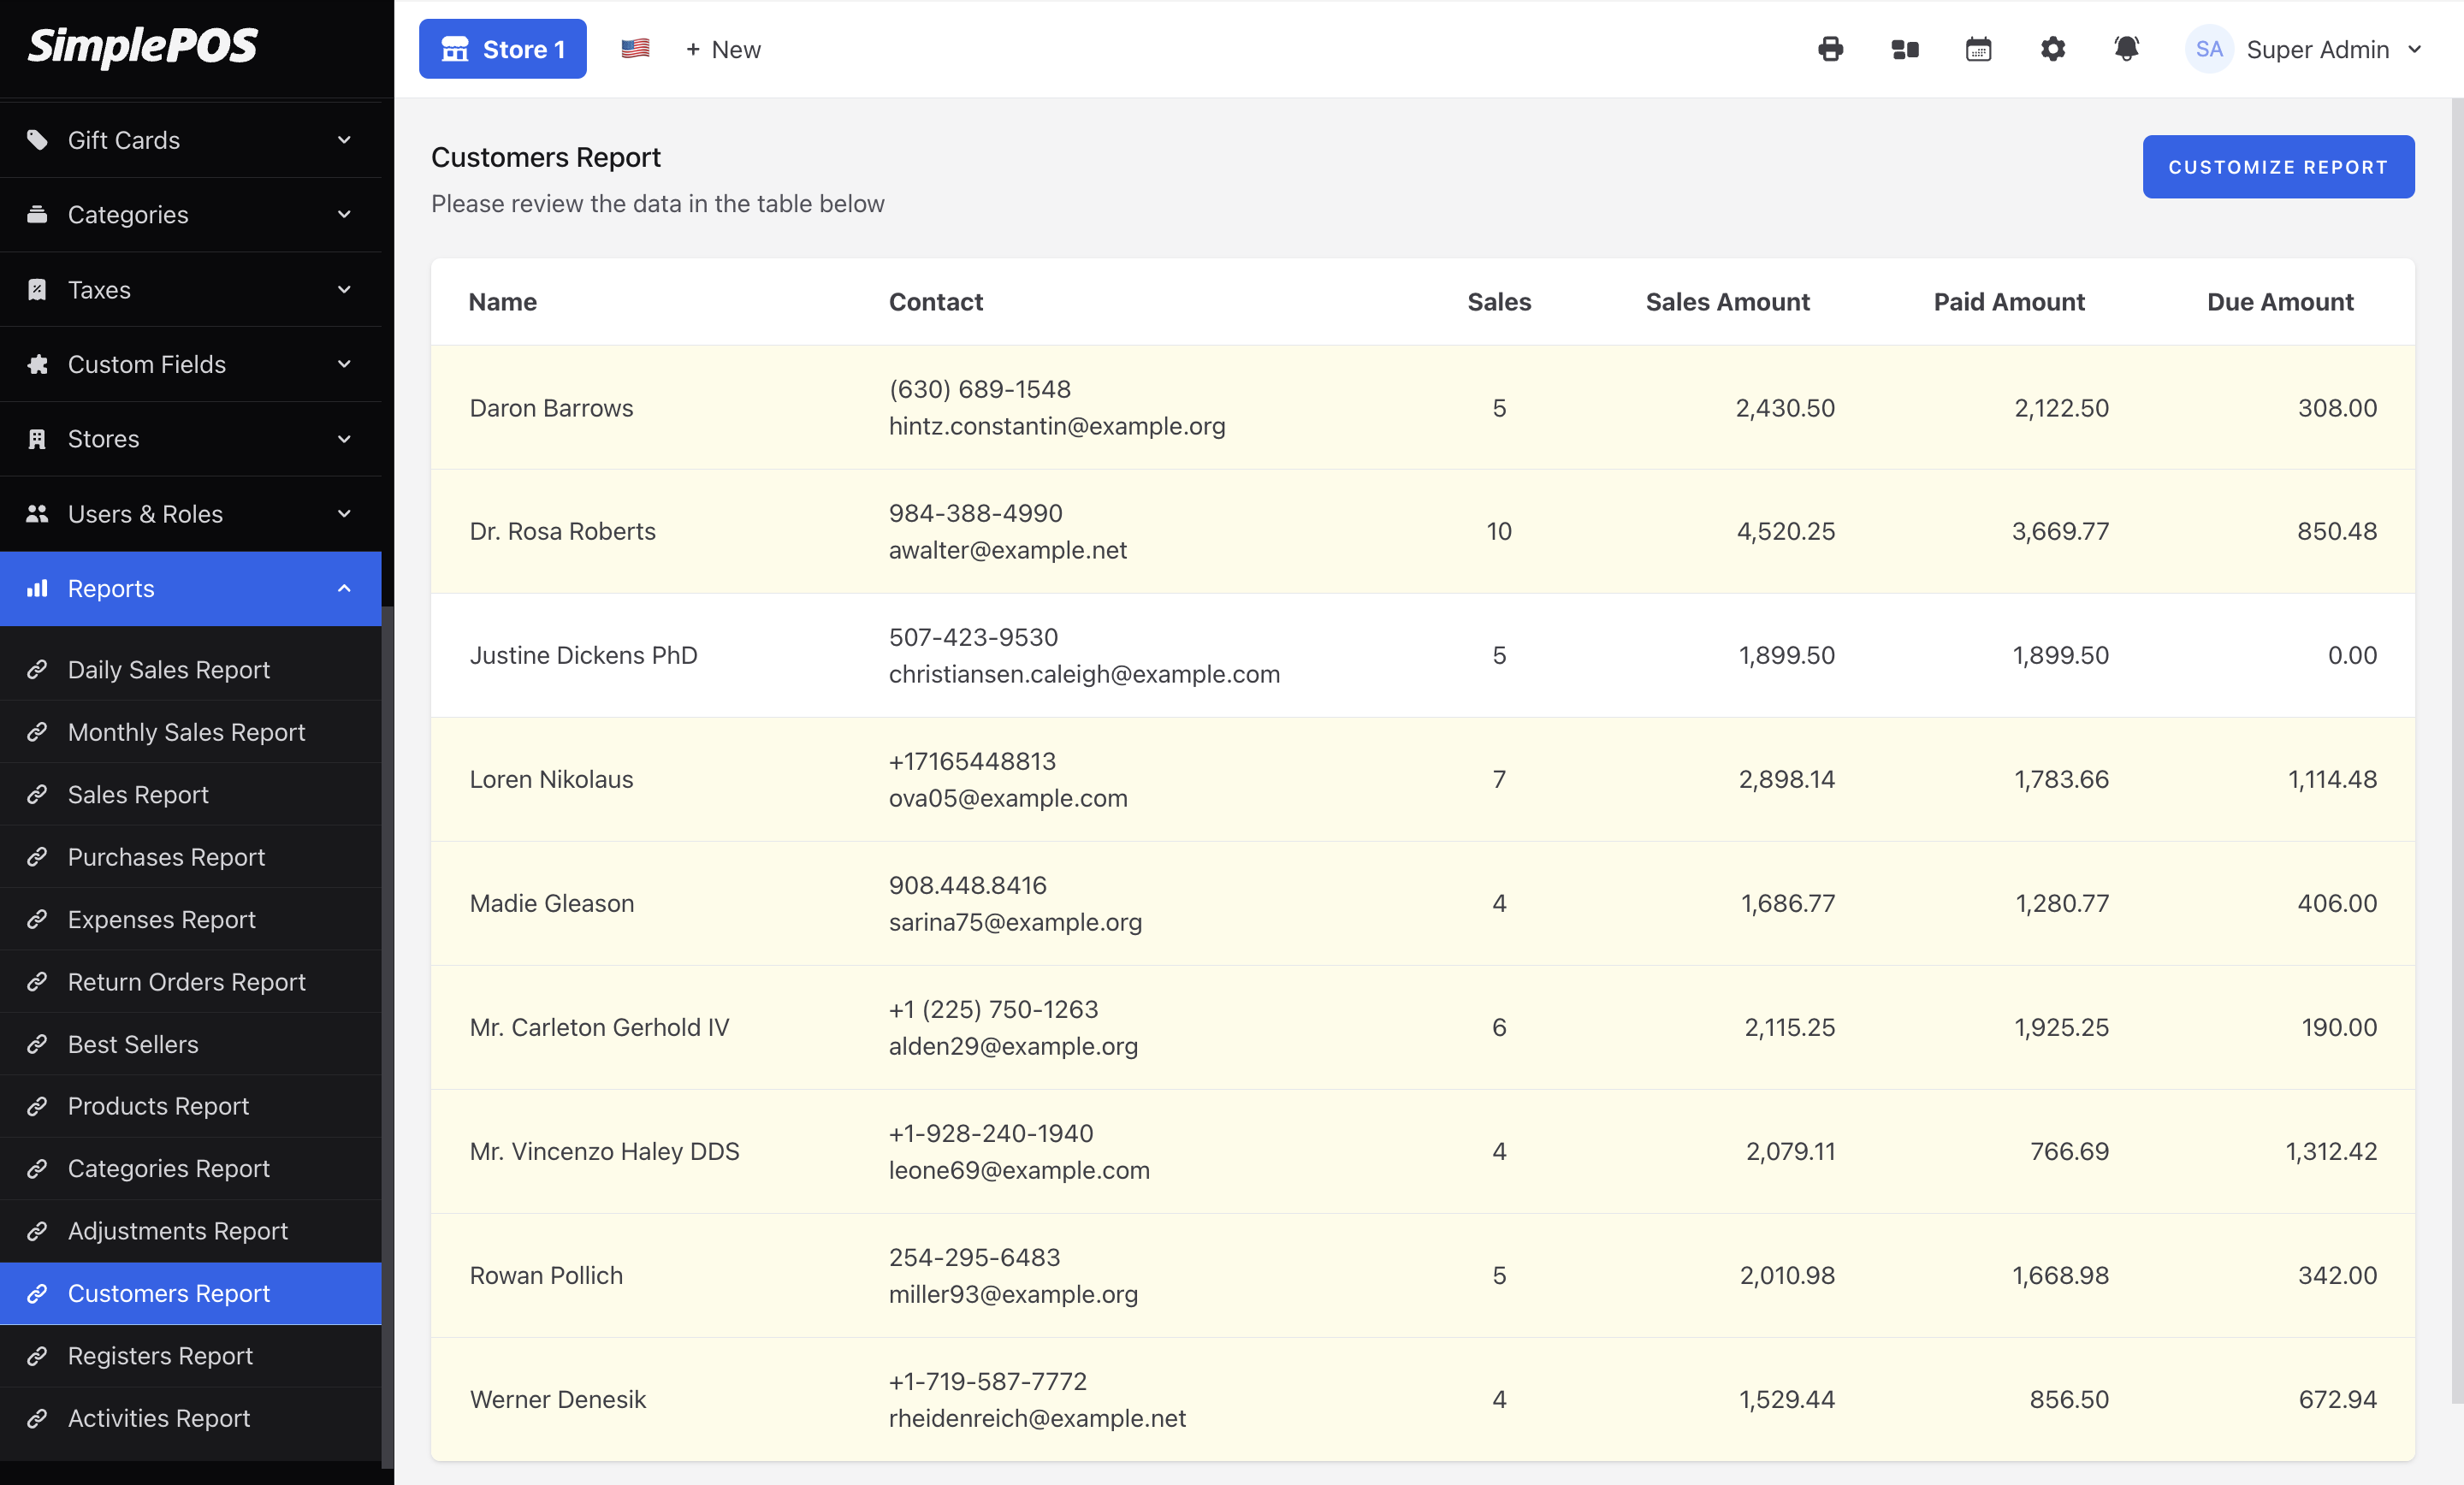 SimplePOS
Store 1
+ New
SA
Super Admin
Gift Cards
Categories
Taxes
Custom Fields
Stores
Users & Roles
Reports
Daily Sales Report
Monthly Sales Report
Sales Report
Purchases Report
Expenses Report
Return Orders Report
Best Sellers
Products Report
Categories Report
Adjustments Report
Customers Report
Registers Report
Activities Report
Customers Report
Please review the data in the table below
CUSTOMIZE REPORT
Name Contact Sales Sales Amount Paid Amount Due Amount
Daron Barrows (630) 689-1548 5 2,430.50 2,122.50 308.00
hintz.constantin@example.org
Dr. Rosa Roberts 984-388-4990 10 4,520.25 3,669.77 850.48
awalter@example.net
Justine Dickens PhD 507-423-9530 5 1,899.50 1,899.50 0.00
christiansen.caleigh@example.com
Loren Nikolaus +17165448813 7 2,898.14 1,783.66 1,114.48
ova05@example.com
Madie Gleason 908.448.8416 4 1,686.77 1,280.77 406.00
sarina75@example.org
Mr. Carleton Gerhold IV +1 (225) 750-1263 6 2,115.25 1,925.25 190.00
alden29@example.org
Mr. Vincenzo Haley DDS +1-928-240-1940 4 2,079.11 766.69 1,312.42
leone69@example.com
Rowan Pollich 254-295-6483 5 2,010.98 1,668.98 342.00
miller93@example.org
Werner Denesik +1-719-587-7772 4 1,529.44 856.50 672.94
rheidenreich@example.net